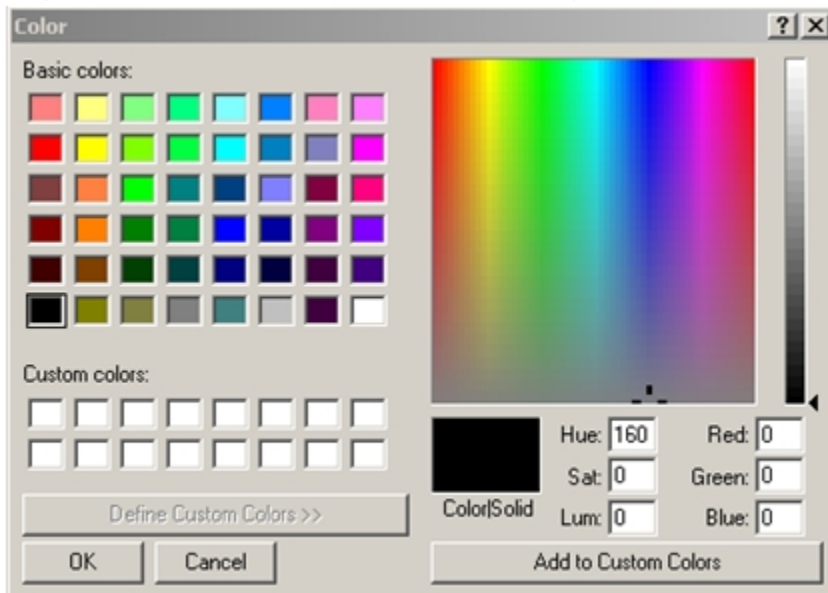 Color
Basic colors:
Custom colors:
Define Custom Colors >>
OK Cancel
Hue: 160 Red: 0
Sat: 0 Green: 0
Color|Solid
Lum: 0 Blue: 0
Add to Custom Colors